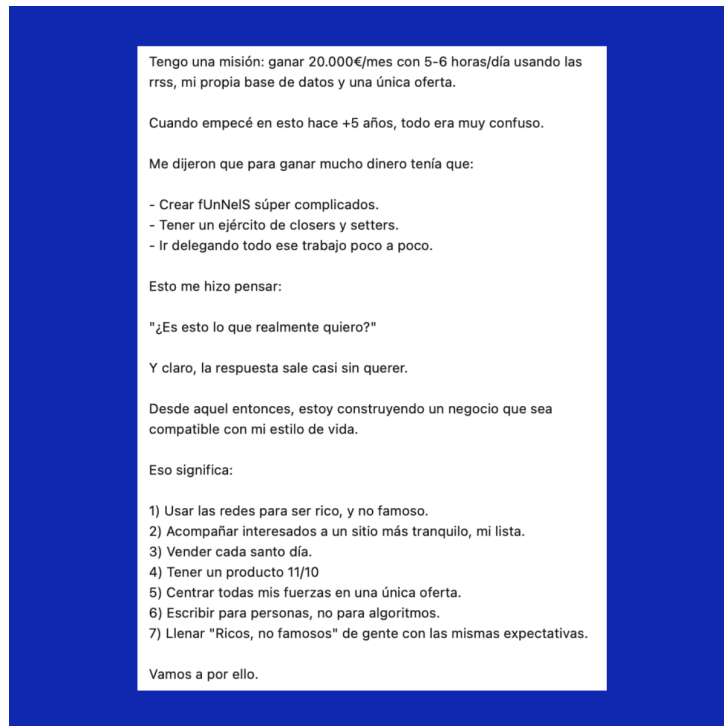 Tengo una misión: ganar 20.000€/mes con 5-6 horas/día usando las
rrss, mi propia base de datos y una única oferta.
Cuando empecé en esto hace +5 años, todo era muy confuso.
Me dijeron que para ganar mucho dinero tenía que:
- Crear fUnNelS súper complicados.
- Tener un ejército de closers y setters.
- Ir delegando todo ese trabajo poco a poco.
Esto me hizo pensar:
"¿Es esto lo que realmente quiero?"
Y claro, la respuesta sale casi sin querer.
Desde aquel entonces, estoy construyendo un negocio que sea
compatible con mi estilo de vida.
Eso significa:
1) Usar las redes para ser rico, y no famoso.
2) Acompañar interesados a un sitio más tranquilo, mi lista.
3) Vender cada santo día.
4) Tener un producto 11/10
5) Centrar todas mis fuerzas en una única oferta.
6) Escribir para personas, no para algoritmos.
7) Llenar "Ricos, no famosos" de gente con las mismas expectativas.
Vamos a por ello.